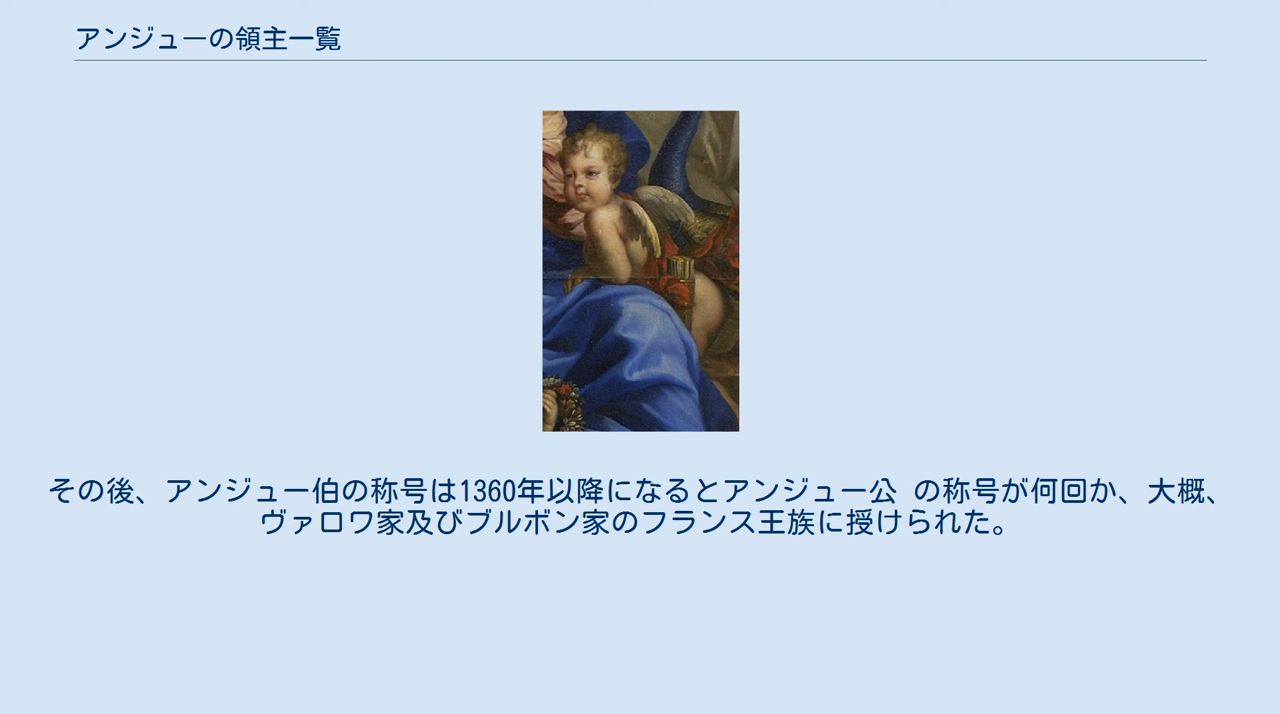 アンジューの領主一覧
その後、アンジュー伯の称号は1360年以降になるとアンジュー公 の称号が何回か、大概、
ヴァロワ家及びブルボン家のフランス王族に授けられた。